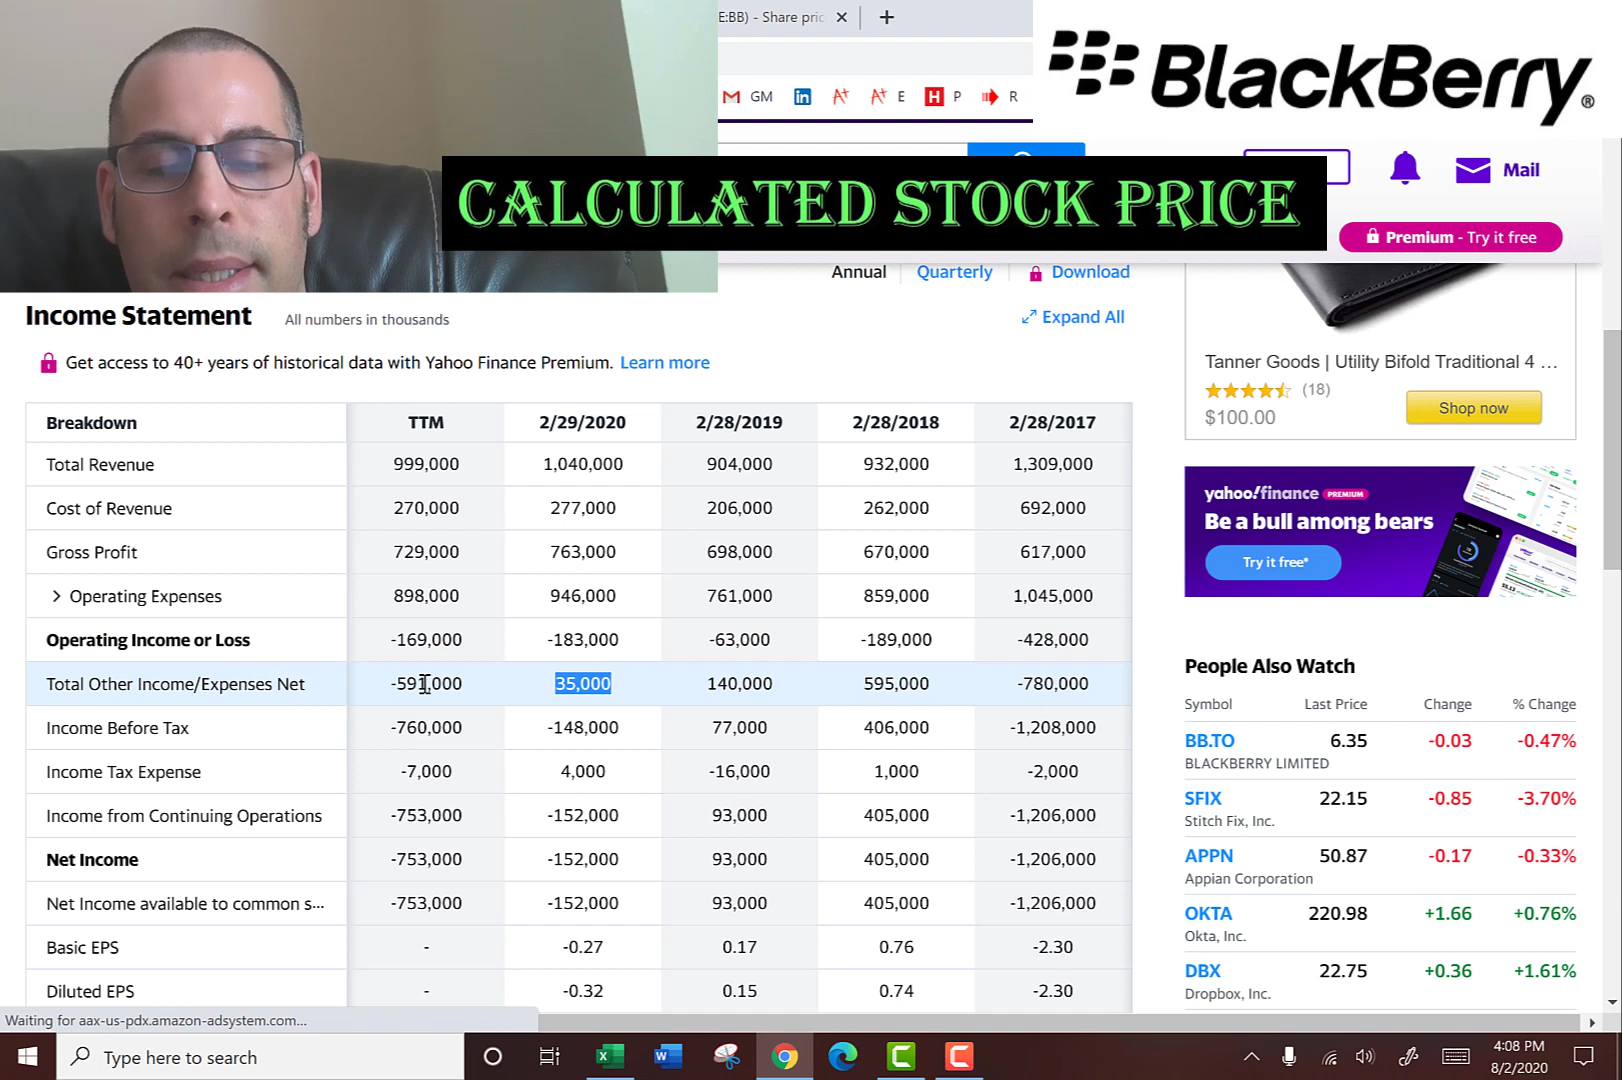 E:BB) - Share pric
GM
in
A+
A+ E
H P
R
BlackBerry®
CALCULATED STOCK PRICE
Mail
Premium - Try it free
Annual Quarterly Download
Income Statement All numbers in thousands
Expand All
Get access to 40+ years of historical data with Yahoo Finance Premium. Learn more
Breakdown TTM 2/29/2020 2/28/2019 2/28/2018 2/28/2017
Total Revenue 999,000 1,040,000 904,000 932,000 1,309,000
Cost of Revenue 270,000 277,000 206,000 262,000 692,000
Gross Profit 729,000 763,000 698,000 670,000 617,000
Operating Expenses 898,000 946,000 761,000 859,000 1,045,000
Operating Income or Loss -169,000 -183,000 -63,000 -189,000 -428,000
Total Other Income/Expenses Net -591,000 35,000 140,000 595,000 -780,000
Income Before Tax -760,000 -148,000 77,000 406,000 -1,208,000
Income Tax Expense -7,000 4,000 -16,000 1,000 -2,000
Income from Continuing Operations -753,000 -152,000 93,000 405,000 -1,206,000
Net Income -753,000 -152,000 93,000 405,000 -1,206,000
Net Income available to common s... -753,000 -152,000 93,000 405,000 -1,206,000
Basic EPS - -0.27 0.17 0.76 -2.30
Diluted EPS - -0.32 0.15 0.74 -2.30
Tanner Goods | Utility Bifold Traditional 4 ...
(18)
$100.00
Shop now
yahoo!finance PREMIUM
Be a bull among bears
Try it free*
People Also Watch
Symbol Last Price Change % Change
BB.TO 6.35 -0.03 -0.47%
BLACKBERRY LIMITED
SFIX 22.15 -0.85 -3.70%
Stitch Fix, Inc.
APPN 50.87 -0.17 -0.33%
Appian Corporation
OKTA 220.98 +1.66 +0.76%
Okta, Inc.
DBX 22.75 +0.36 +1.61%
Dropbox, Inc.
Waiting for aax-us-pdx.amazon-adsystem.com...
Type here to search
4:08 PM
8/2/2020